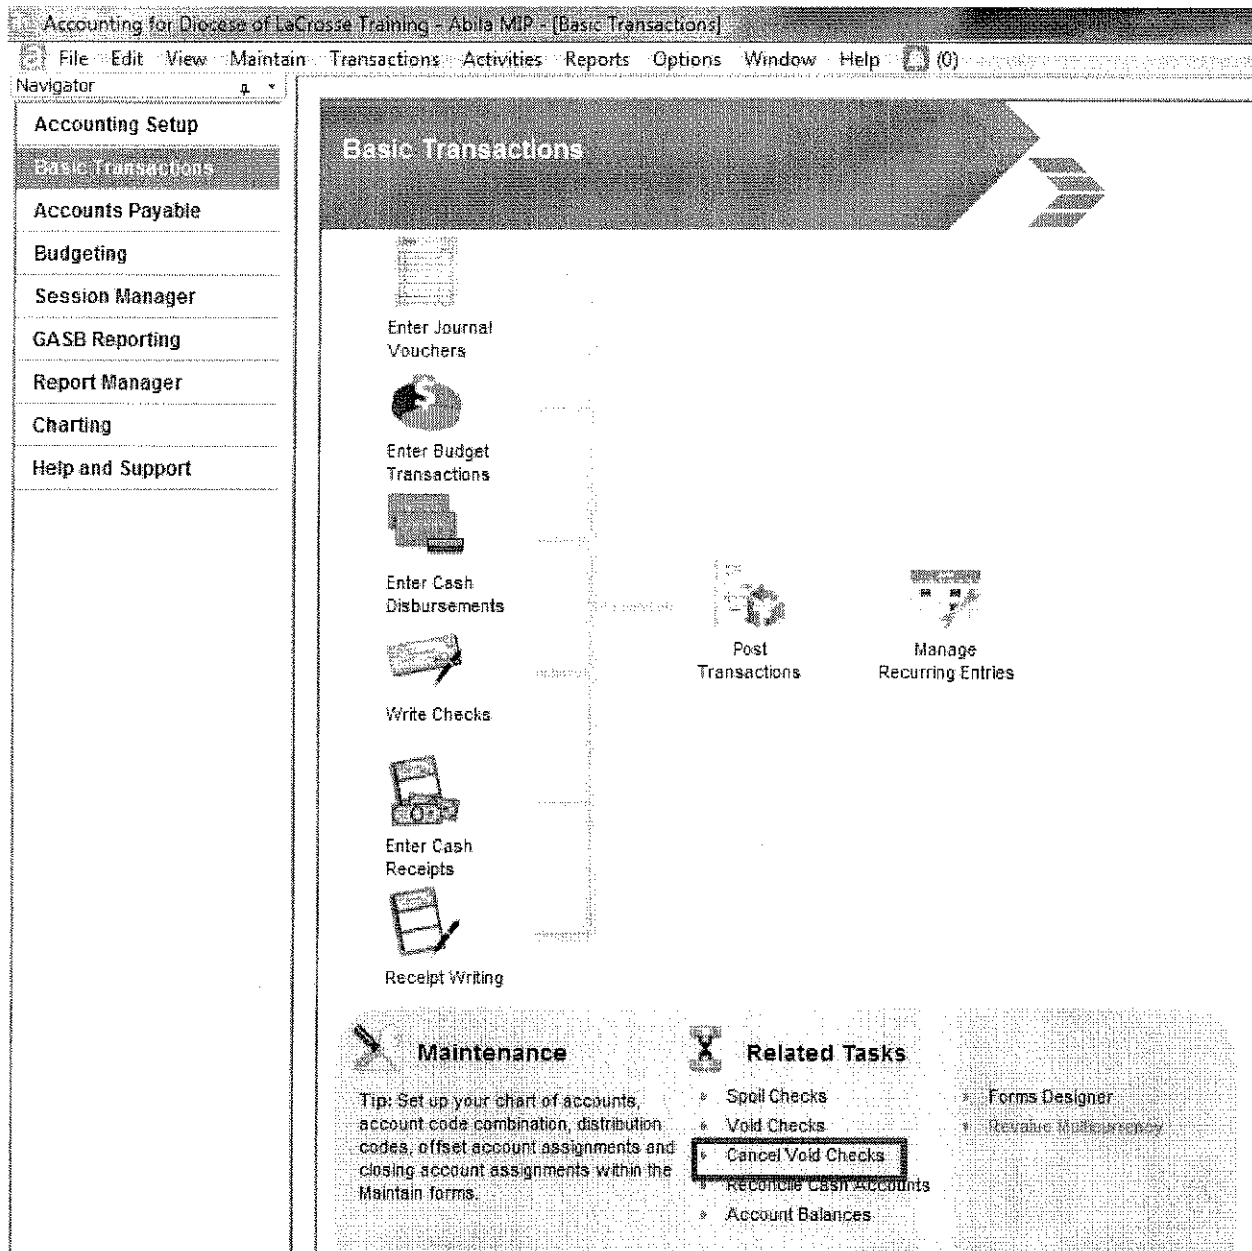 Accounting for Diocese of LaCrosse Training - Abila MIP - [Basic Transactions]
File Edit View Maintain Transactions Activities Reports Options Window Help (0)
Navigator
Accounting Setup
Basic Transactions
Accounts Payable
Budgeting
Session Manager
GASB Reporting
Report Manager
Charting
Help and Support
Basic Transactions
Enter Journal
Vouchers
Enter Budget
Transactions
Enter Cash
Disbursements
Write Checks
Enter Cash
Receipts
Receipt Writing
Post
Transactions
Manage
Recurring Entries
Maintenance
Tip: Set up your chart of accounts,
account code combination, distribution
codes, offset account assignments and
closing account assignments within the
Maintain forms.
Related Tasks
Spoil Checks
Void Checks
Cancel Void Checks
Reconcile Cash Accounts
Account Balances
Forms Designer
Revalue Multicurrency